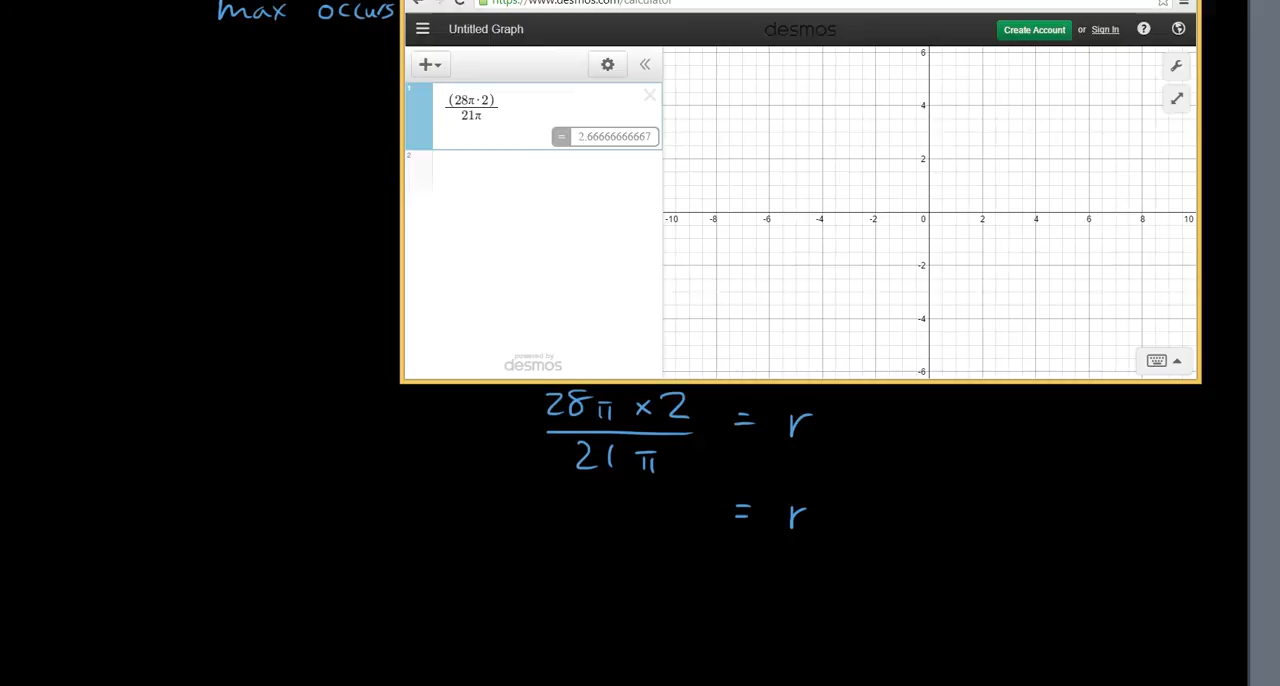 max occurs
https://www.desmos.com/calculator
Untitled Graph
desmos
Create Account or Sign In
1
(28π·2)
21π
= 2.66666666667
2
powered by
desmos
6
4
2
-10 -8 -6 -4 -2 0 2 4 6 8 10
-2
-4
-6
28π × 2 = r
21 π
= r